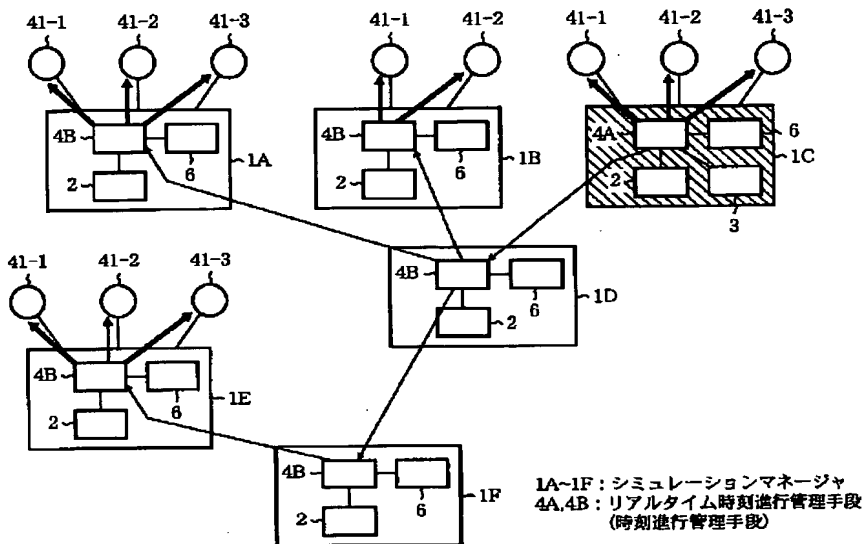 41-1 41-2 41-3
41-1 41-2
41-1 41-2 41-3
4B 6 2 1A
4B 6 2 1B
4A 6 2 3 1C
4B 6 2 1D
41-1 41-2 41-3
4B 6 2 1E
4B 6 2 1F
1A~1F：シミュレーションマネージャ
4A,4B：リアルタイム時刻進行管理手段
(時刻進行管理手段)